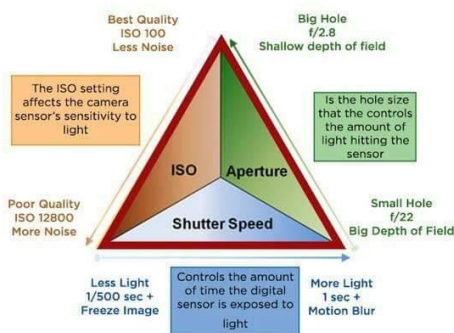 Best Quality
ISO 100
Less Noise
Big Hole
f/2.8
Shallow depth of field
The ISO setting
affects the camera
sensor's sensitivity to
light
Is the hole size
that the controls
the amount of
light hitting the
sensor
ISO
Aperture
Shutter Speed
Poor Quality
ISO 12800
More Noise
Small Hole
f/22
Big Depth of Field
Less Light
1/500 sec +
Freeze Image
Controls the amount
of time the digital
sensor is exposed to
light
More Light
1 sec +
Motion Blur